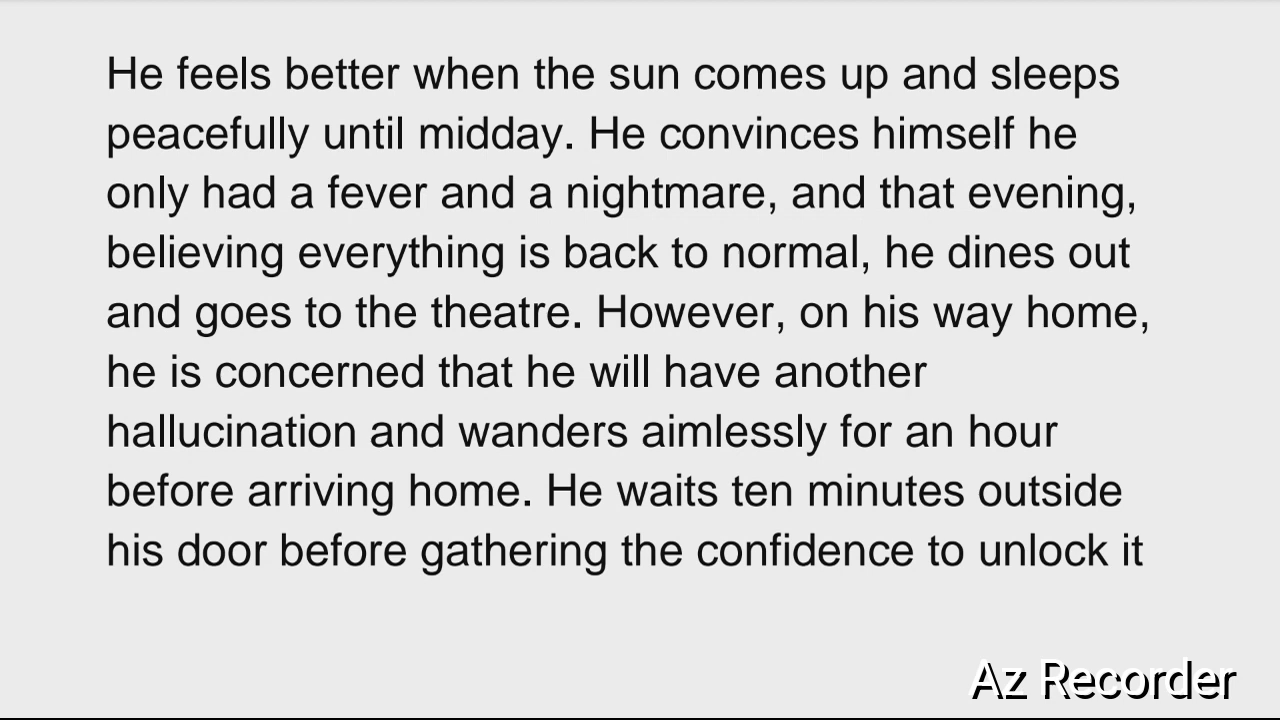 He feels better when the sun comes up and sleeps
peacefully until midday. He convinces himself he
only had a fever and a nightmare, and that evening,
believing everything is back to normal, he dines out
and goes to the theatre. However, on his way home,
he is concerned that he will have another
hallucination and wanders aimlessly for an hour
before arriving home. He waits ten minutes outside
his door before gathering the confidence to unlock it
Az Recorder